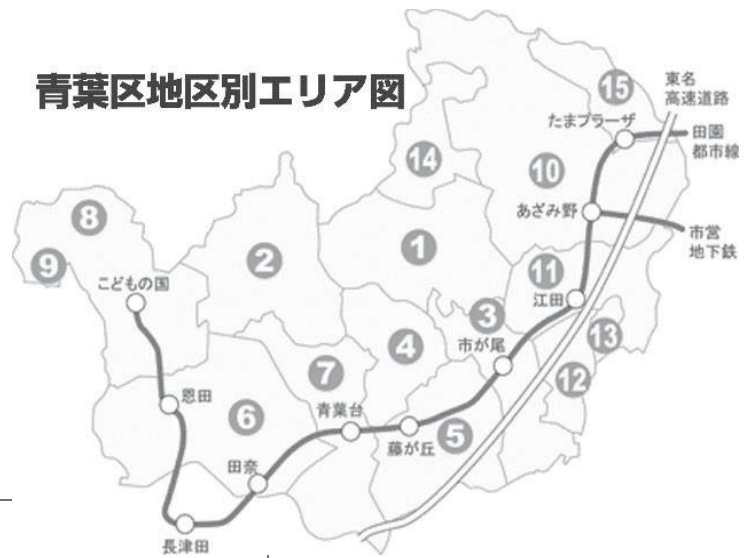 青葉区地区別エリア図
東名
高速道路
15
たまプラーザ
田園
都市線
14
10
あざみ野
市営
地下鉄
8
1
2
9
11
こどもの国
江田
3
13
市が尾
4
7
12
恩田
6
青葉台
5
藤が丘
田奈
長津田